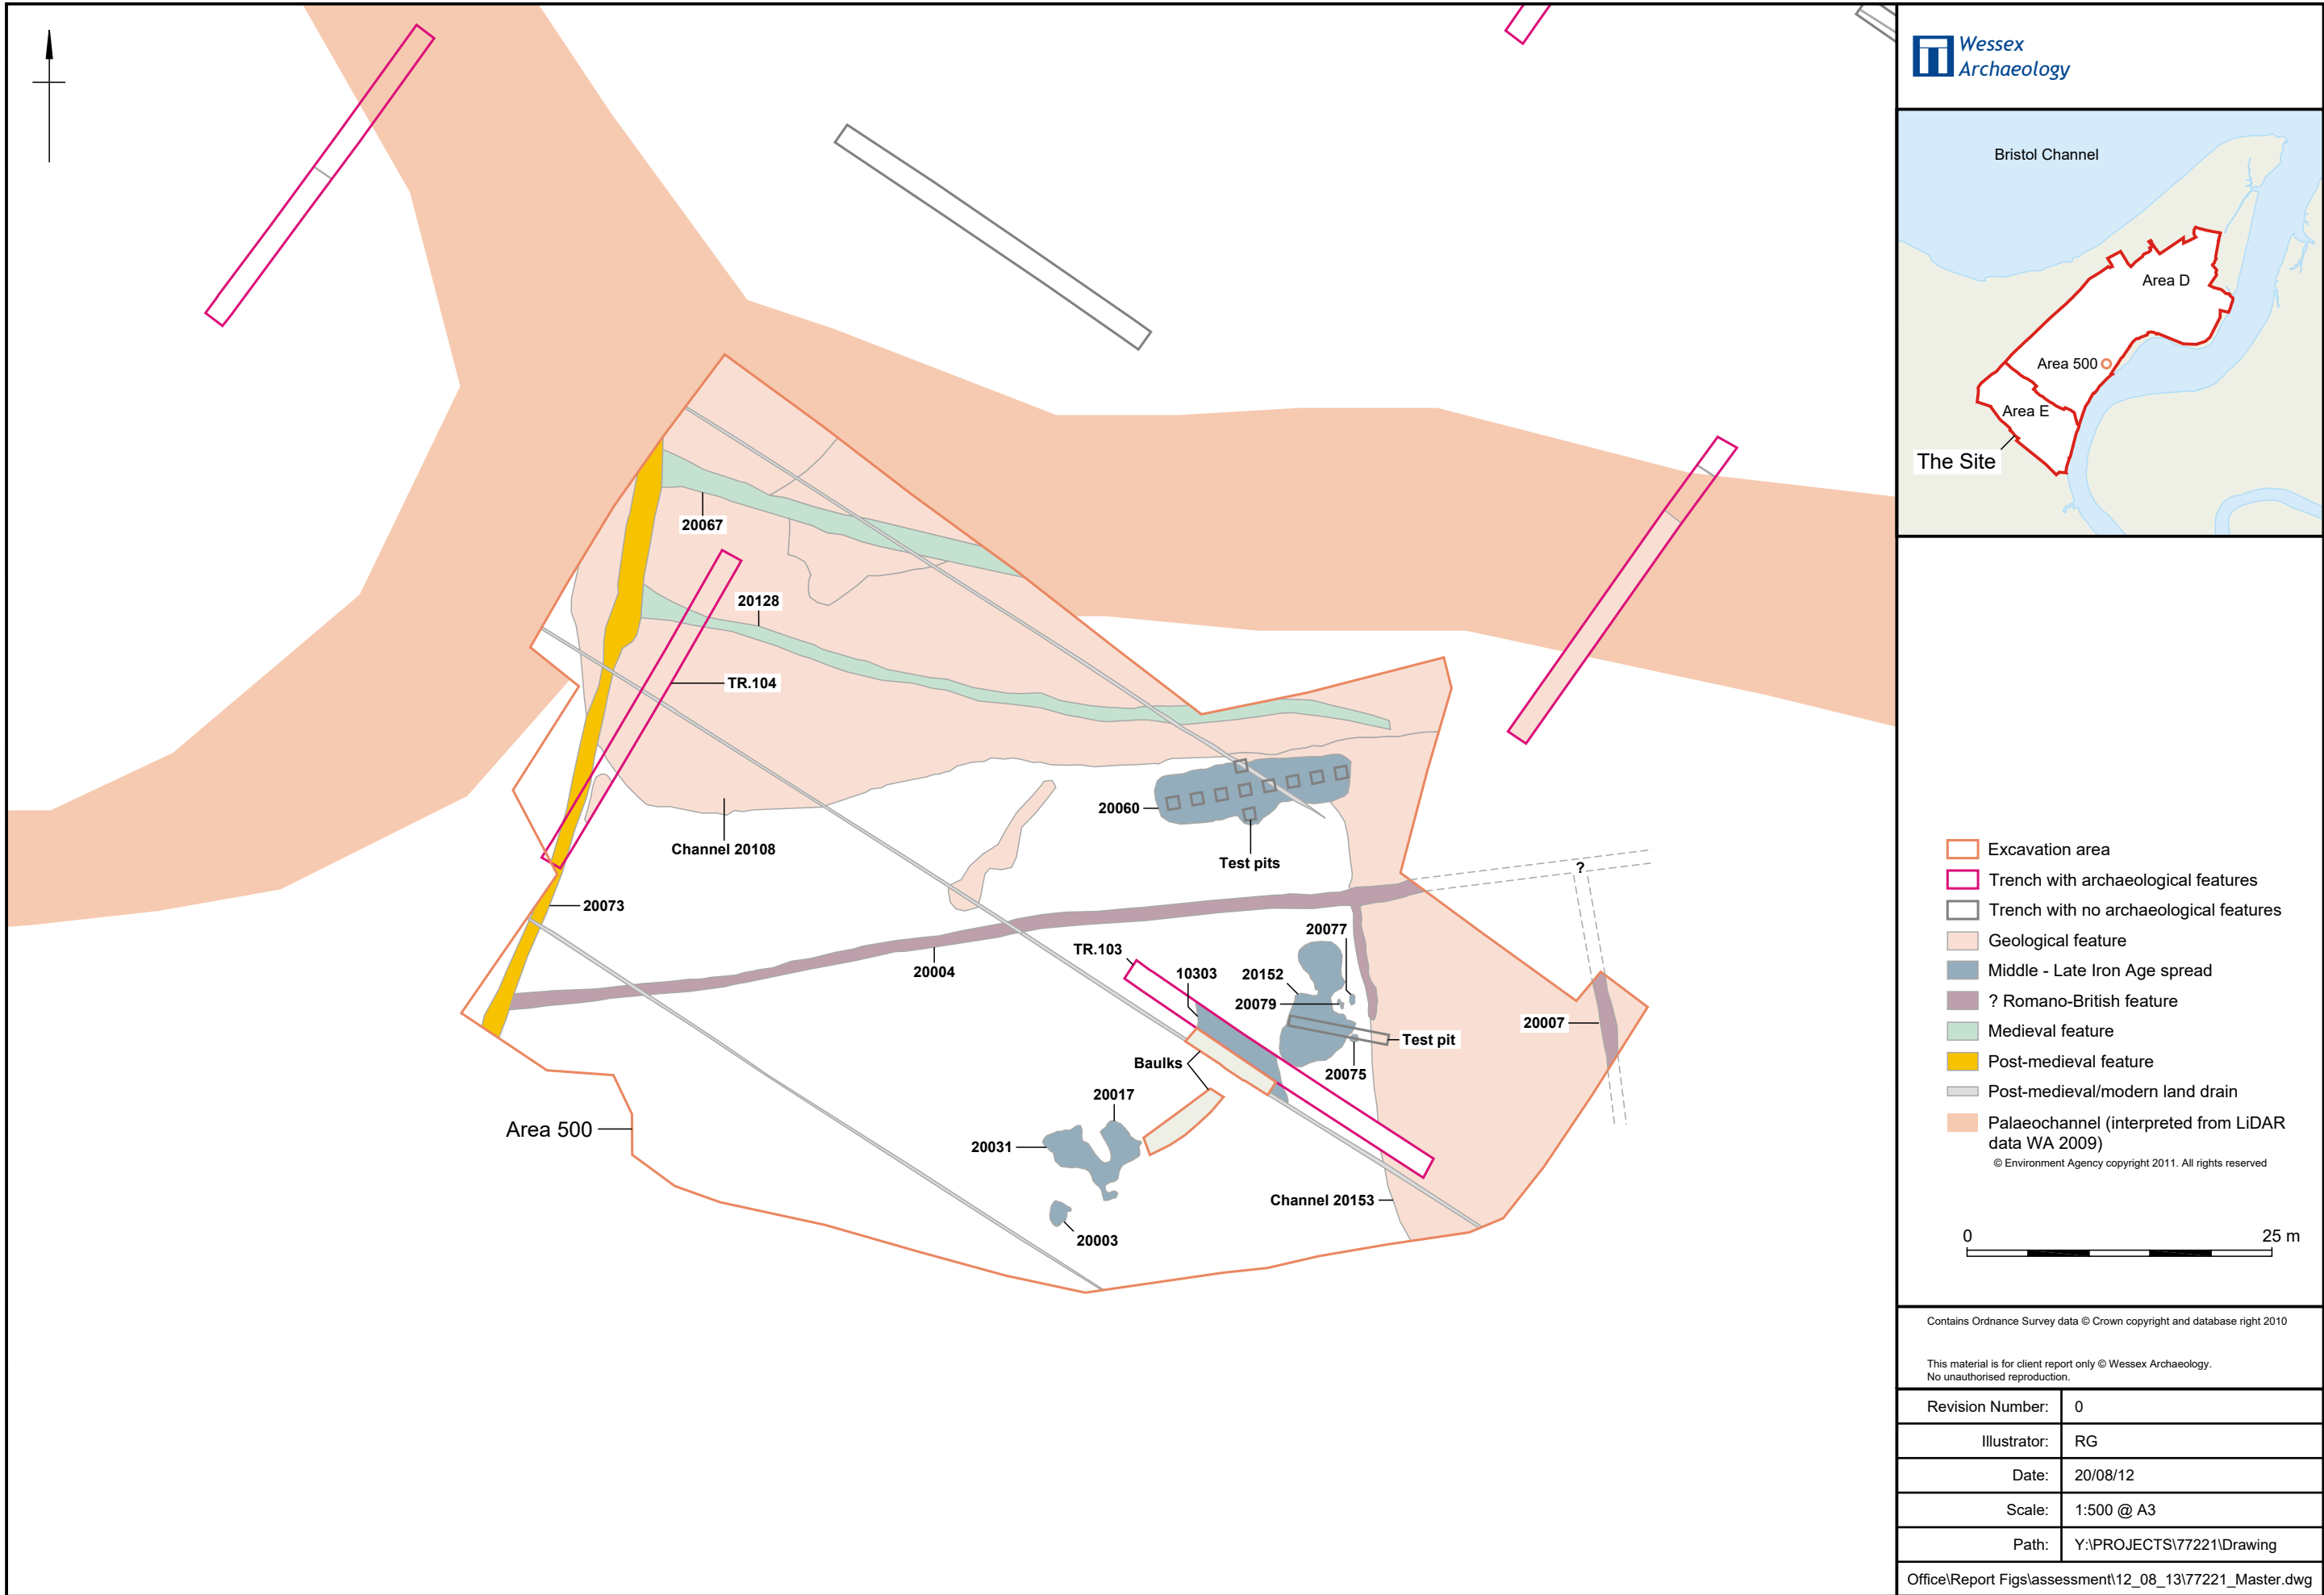 20067
20128
TR.104
Channel 20108
20060
Test pits
20073
20004
?
TR.103
10303
20152
20077
20079
20007
Test pit
20075
Baulks
20017
20031
Area 500
Channel 20153
20003
Wessex
Archaeology
Bristol Channel
Area D
Area 500
Area E
The Site
Excavation area
Trench with archaeological features
Trench with no archaeological features
Geological feature
Middle - Late Iron Age spread
? Romano-British feature
Medieval feature
Post-medieval feature
Post-medieval/modern land drain
Palaeochannel (interpreted from LiDAR
data WA 2009)
© Environment Agency copyright 2011. All rights reserved
0 25 m
Contains Ordnance Survey data © Crown copyright and database right 2010
This material is for client report only © Wessex Archaeology.
No unauthorised reproduction.
Revision Number: 0
Illustrator: RG
Date: 20/08/12
Scale: 1:500 @ A3
Path: Y:\PROJECTS\77221\Drawing
Office\Report Figs\assessment\12_08_13\77221_Master.dwg